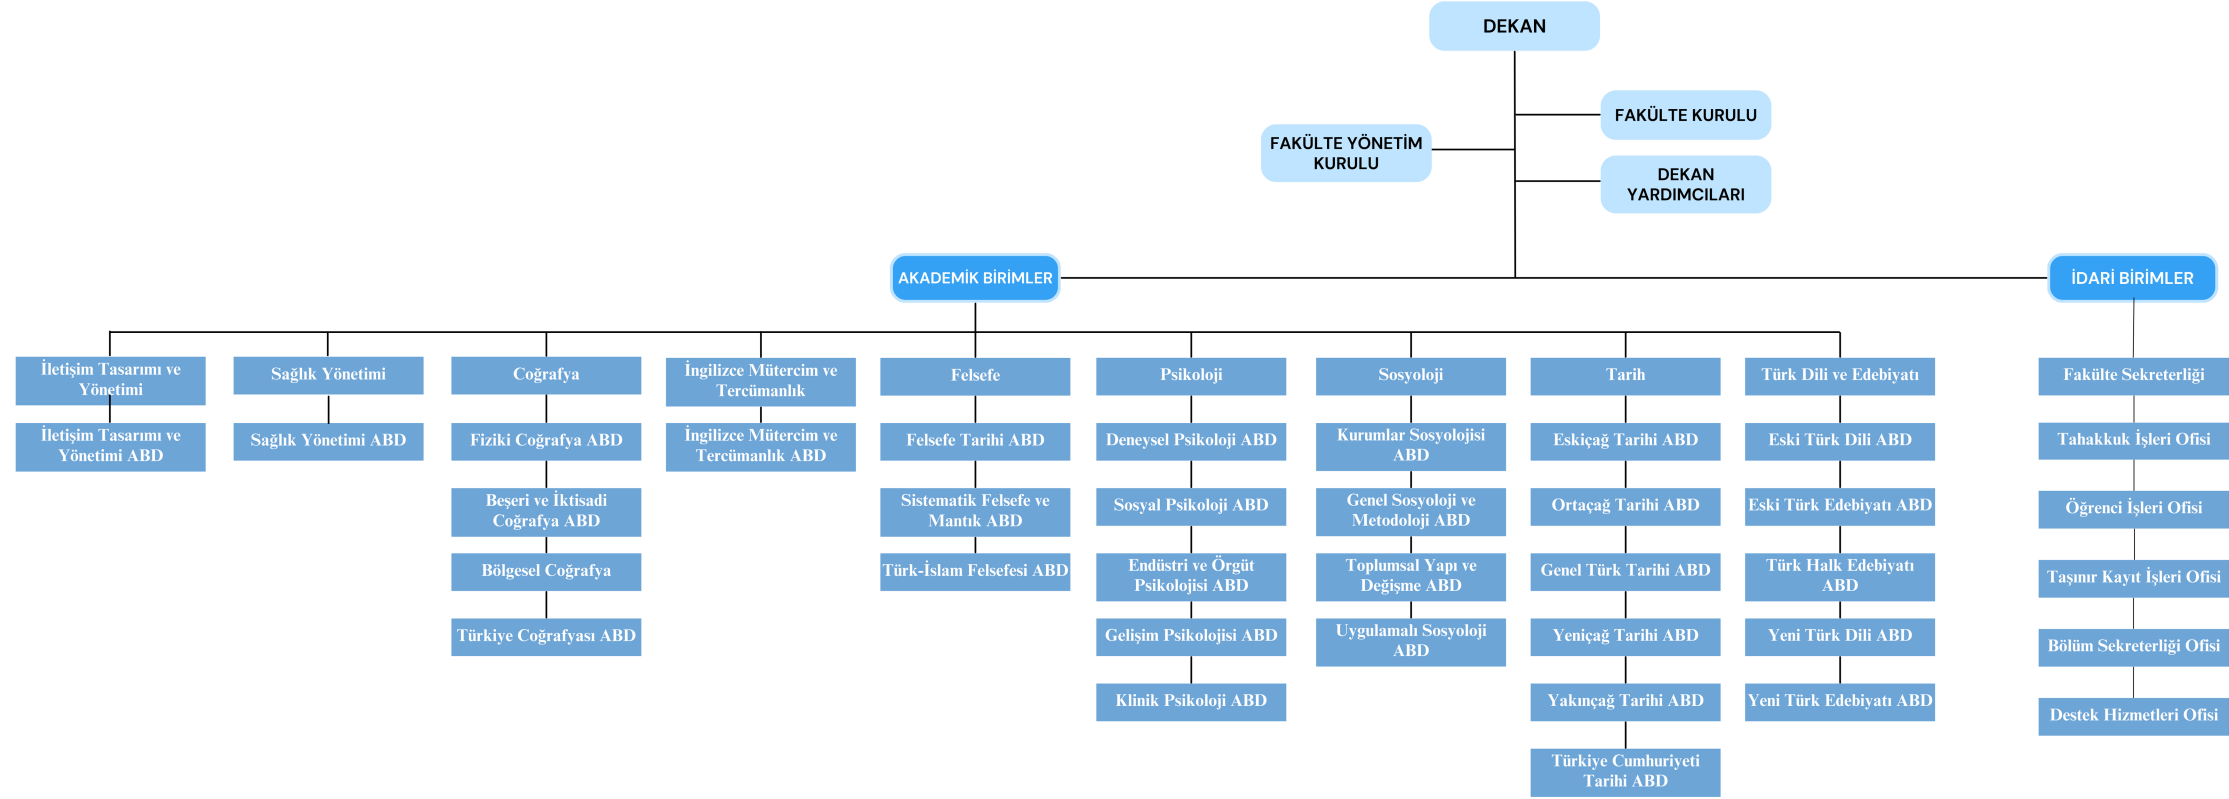 DEKAN
FAKÜLTE KURULU
FAKÜLTE YÖNETİM
KURULU
DEKAN
YARDIMCILARI
AKADEMİK BİRİMLER
İDARİ BİRİMLER
İletişim Tasarımı ve
Yönetimi
İletişim Tasarımı ve
Yönetimi ABD
Sağlık Yönetimi
Sağlık Yönetimi ABD
Coğrafya
Fiziki Coğrafya ABD
Beşeri ve İktisadi
Coğrafya ABD
Bölgesel Coğrafya
Türkiye Coğrafyası ABD
İngilizce Mütercim ve
Tercümanlık
İngilizce Mütercim ve
Tercümanlık ABD
Felsefe
Felsefe Tarihi ABD
Sistematik Felsefe ve
Mantık ABD
Türk-İslam Felsefesi ABD
Psikoloji
Deneysel Psikoloji ABD
Sosyal Psikoloji ABD
Endüstri ve Örgüt
Psikolojisi ABD
Gelişim Psikolojisi ABD
Klinik Psikoloji ABD
Sosyoloji
Kurumlar Sosyolojisi
ABD
Genel Sosyoloji ve
Metodoloji ABD
Toplumsal Yapı ve
Değişme ABD
Uygulamalı Sosyoloji
ABD
Tarih
Eskiçağ Tarihi ABD
Ortaçağ Tarihi ABD
Genel Türk Tarihi ABD
Yeniçağ Tarihi ABD
Yakınçağ Tarihi ABD
Türkiye Cumhuriyeti
Tarihi ABD
Türk Dili ve Edebiyatı
Eski Türk Dili ABD
Eski Türk Edebiyatı ABD
Türk Halk Edebiyatı
ABD
Yeni Türk Dili ABD
Yeni Türk Edebiyatı ABD
Fakülte Sekreterliği
Tahakkuk İşleri Ofisi
Öğrenci İşleri Ofisi
Taşınır Kayıt İşleri Ofisi
Bölüm Sekreterliği Ofisi
Destek Hizmetleri Ofisi